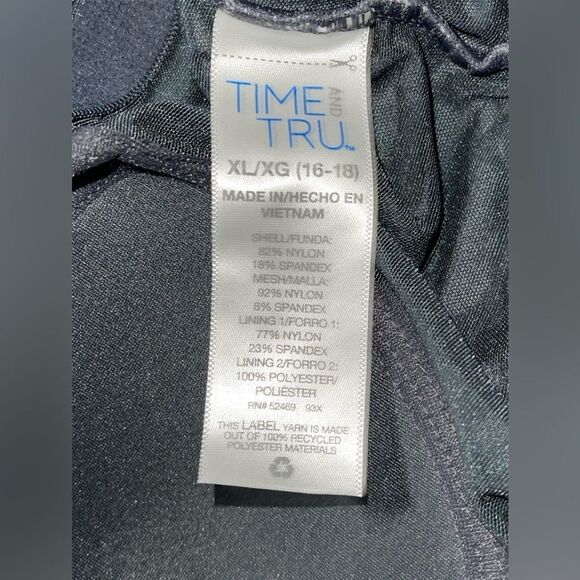 TIME AND
TRU™
XL/XG (16-18)
MADE IN/HECHO EN
VIETNAM
SHELL/FUNDA:
82% NYLON
18% SPANDEX
MESH/MALLA:
92% NYLON
8% SPANDEX
LINING 1/FORRO 1:
77% NYLON
23% SPANDEX
LINING 2/FORRO 2:
100% POLYESTER/
POLIÉSTER
RN# 52469 93X
THIS LABEL YARN IS MADE
OUT OF 100% RECYCLED
POLYESTER MATERIALS